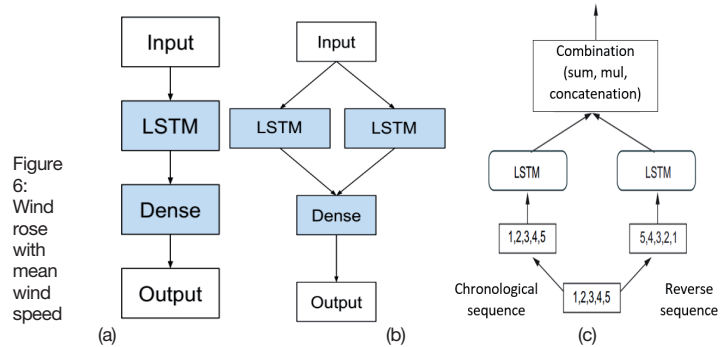 Figure
6:
Wind
rose
with
mean
wind
speed
Input
LSTM
Dense
Output
(a)
Input
LSTM LSTM
Dense
Output
(b)
Combination
(sum, mul,
concatenation)
LSTM LSTM
1,2,3,4,5 5,4,3,2,1
Chronological
sequence
1,2,3,4,5
Reverse
sequence
(c)